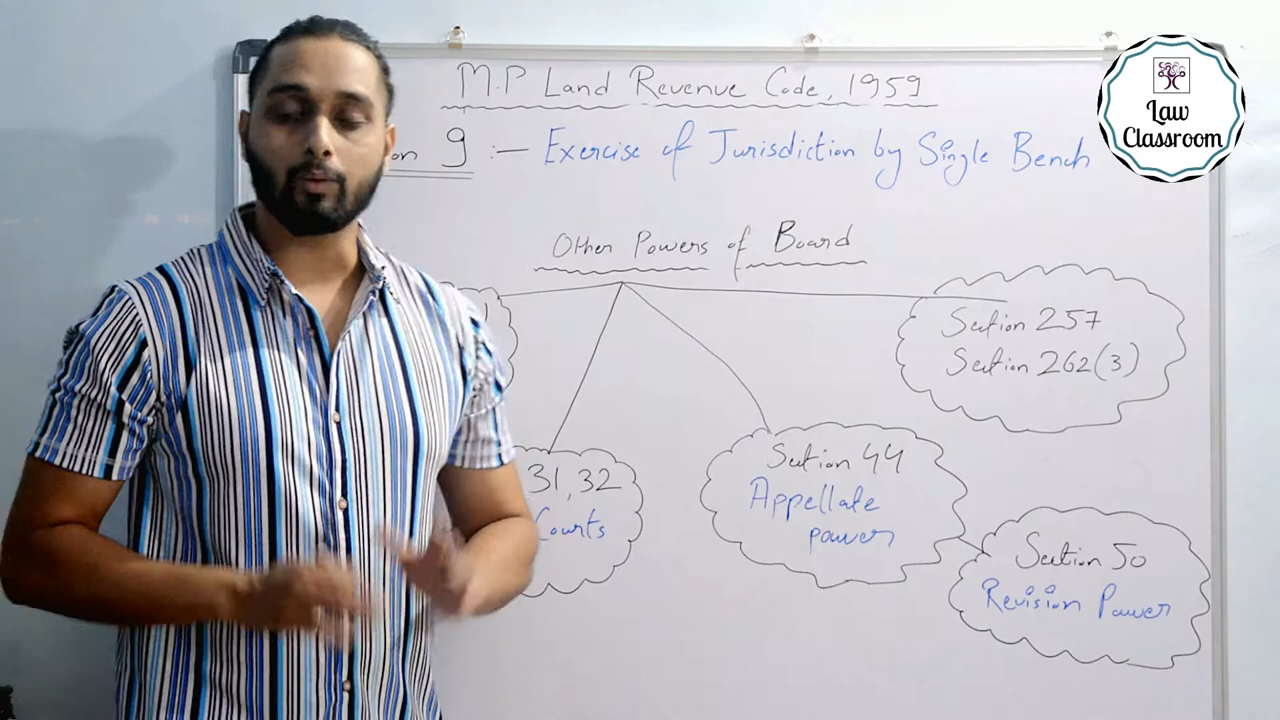 M.P Land Revenue Code, 1959
on 9 :— Exercise of Jurisdiction by Single Bench
Law
Classroom
Other Powers of Board
Section 257
Section 262(3)
31, 32
Courts
Section 44
Appellate
power
Section 50
Revision Power